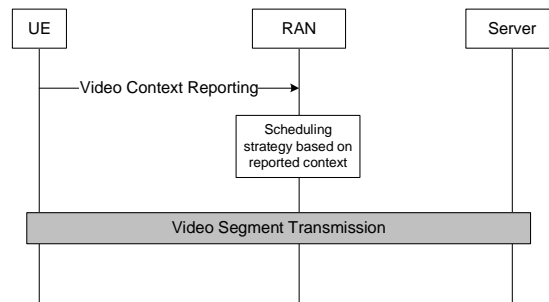 UE
RAN
Server
Video Context Reporting
Scheduling
strategy based on
reported context
Video Segment Transmission